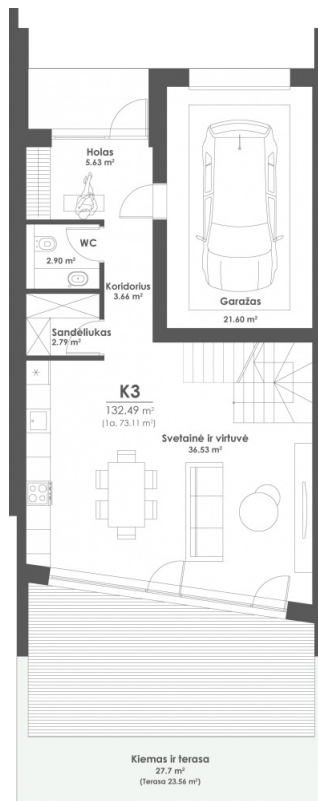 Holas
5.63 m²
WC
2.90 m²
Koridorius
3.66 m²
Garažas
21.60 m²
Sandėliukas
2.79 m²
K3
132.49 m²
(1a. 73.11 m²)
Svetainė ir virtuvė
36.53 m²
Kiemas ir terasa
27.7 m²
(Terasa 23.56 m²)